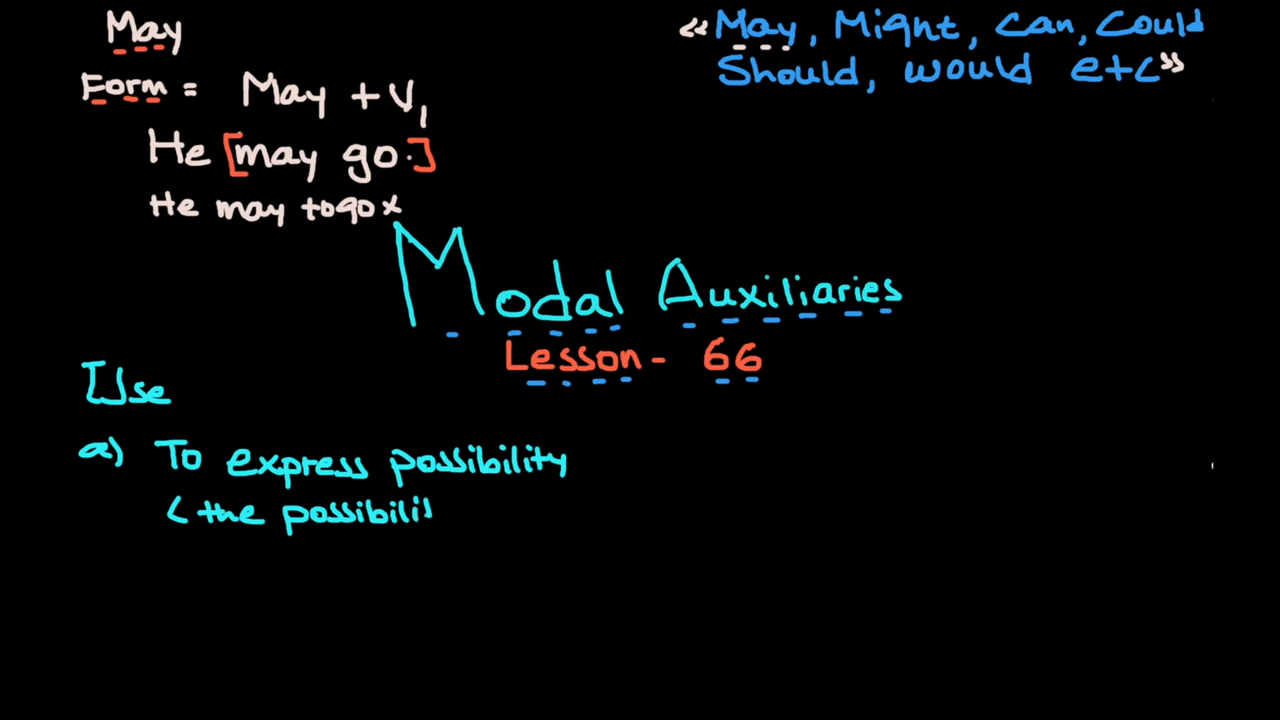 May
Form = May + V1
He [may go.]
He may to go x
«May, Might, Can, Could
Should, would etc»
Modal Auxiliaries
Lesson - 66
Use
a) To express possibility
(the possibili